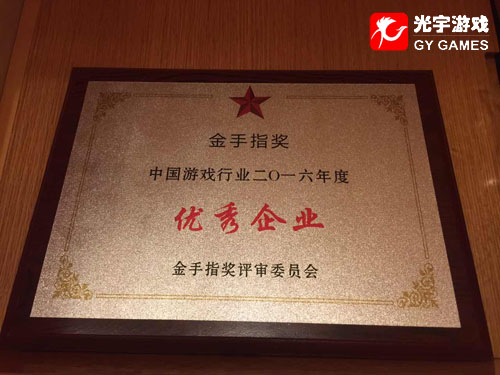 光宇游戏
GY GAMES
金手指奖
中国游戏行业二〇一六年度
优秀企业
金手指奖评审委员会